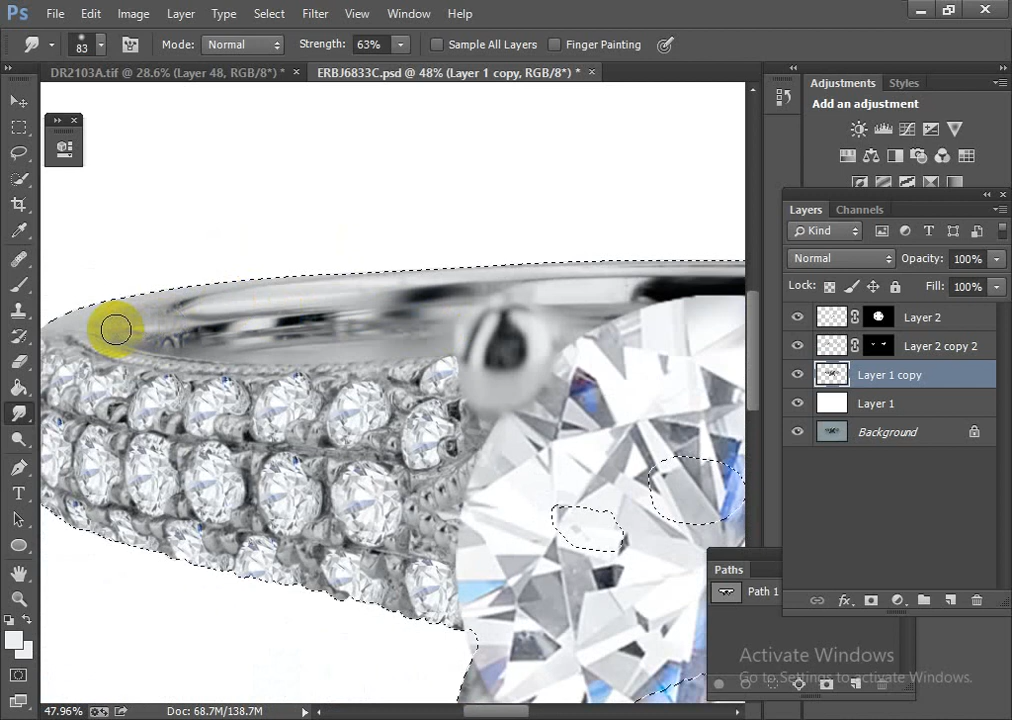 Ps File Edit Image Layer Type Select Filter View Window Help
83 Mode: Normal Strength: 63% Sample All Layers Finger Painting
DR2103A.tif @ 28.6% (Layer 48, RGB/8*) * × ERBJ6833C.psd @ 48% (Layer 1 copy, RGB/8*) * ×
Adjustments Styles
Add an adjustment
Layers Channels
Kind
Normal Opacity: 100%
Lock: Fill: 100%
Layer 2
Layer 2 copy 2
Layer 1 copy
Layer 1
Background
Paths
Path 1
Activate Windows
Go to Settings to activate Windows.
47.96% Doc: 68.7M/138.7M